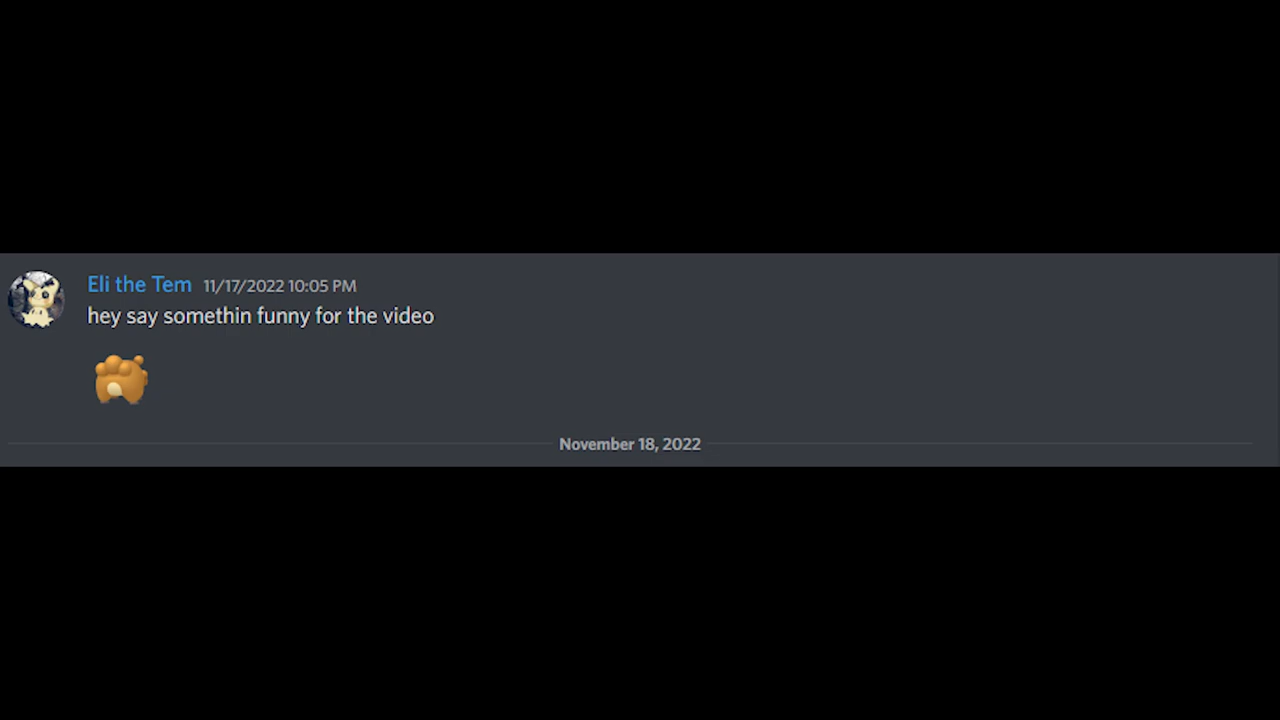 Eli the Tem 11/17/2022 10:05 PM
hey say somethin funny for the video
November 18, 2022